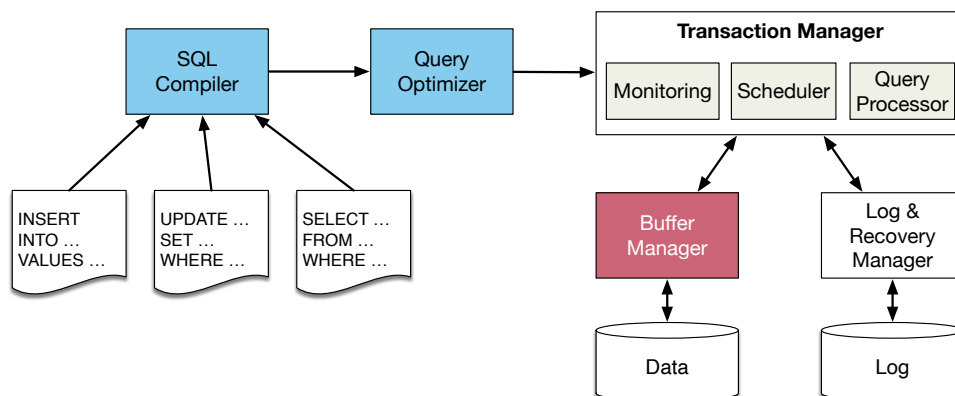 SQL
Compiler
Query
Optimizer
Transaction Manager
Monitoring
Scheduler
Query
Processor
INSERT
INTO …
VALUES …
UPDATE …
SET …
WHERE …
SELECT …
FROM …
WHERE …
Buffer
Manager
Log &
Recovery
Manager
Data
Log